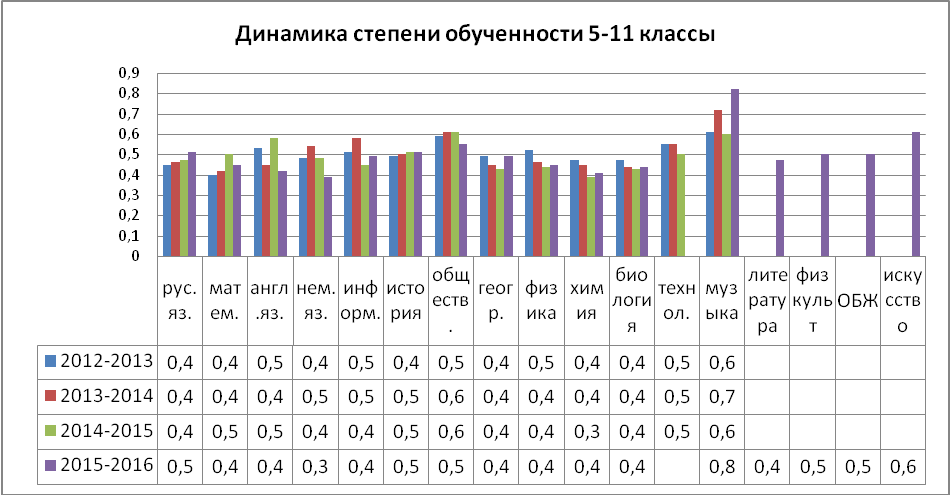 Динамика степени обученности 5-11 классы
0,9
0,8
0,7
0,6
0,5
0,4
0,3
0,2
0,1
0
рус. яз. мат ем. англ .яз. нем. яз. инф орм. исто рия общ еств . геог р. физ ика хим ия био логи я техн ол. муз ыка лите рату ра физ куль т ОБЖ иску сств о
2012-2013 0,4 0,4 0,5 0,4 0,5 0,4 0,5 0,4 0,5 0,4 0,4 0,5 0,6
2013-2014 0,4 0,4 0,4 0,5 0,5 0,5 0,6 0,4 0,4 0,4 0,4 0,5 0,7
2014-2015 0,4 0,5 0,5 0,4 0,4 0,5 0,6 0,4 0,4 0,3 0,4 0,5 0,6
2015-2016 0,5 0,4 0,4 0,3 0,4 0,5 0,5 0,4 0,4 0,4 0,4 0,8 0,4 0,5 0,5 0,6